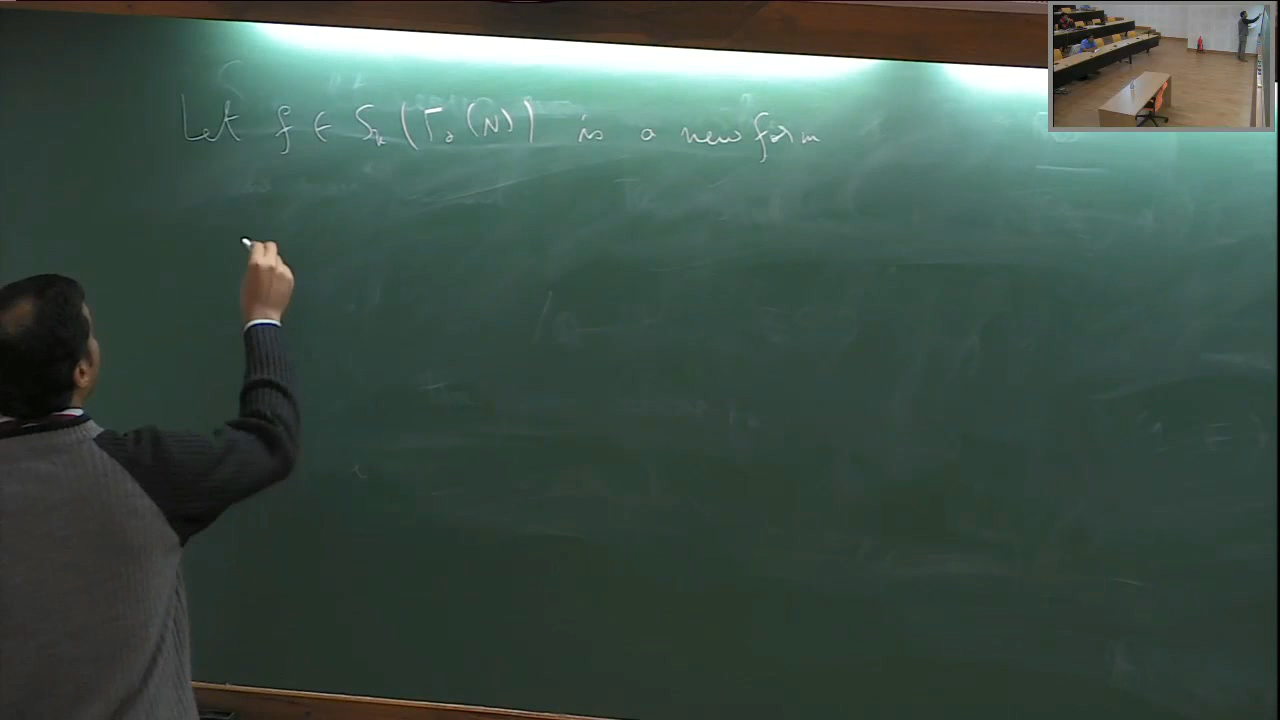 Let f ∈ S_k (Γ_0 (N)) is a new form